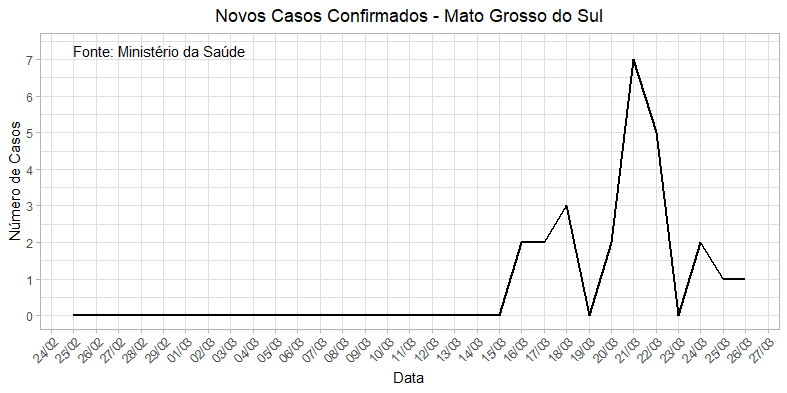 Novos Casos Confirmados - Mato Grosso do Sul
Fonte: Ministério da Saúde
Número de Casos
7
6
5
4
3
2
1
0
24/02 25/02 26/02 27/02 28/02 29/02 01/03 02/03 03/03 04/03 05/03 06/03 07/03 08/03 09/03 10/03 11/03 12/03 13/03 14/03 15/03 16/03 17/03 18/03 19/03 20/03 21/03 22/03 23/03 24/03 25/03 26/03 27/03
Data